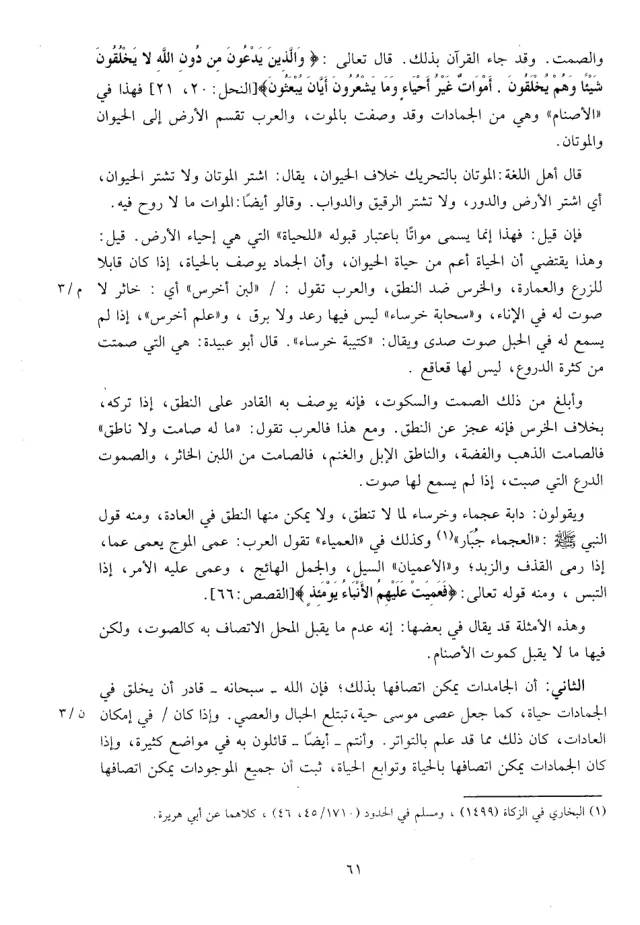 والصمت. وقد جاء القرآن بذلك. قال تعالى :﴿ وَالَّذِينَ يَدْعُونَ مِن دُونِ اللَّهِ لا يَخْلُقُونَ
شَيْئًا وَهُمْ يُخْلَقُونَ . أَمْوَاتٌ غَيْرُ أَحْيَاءٍ وَمَا يَشْعُرُونَ أَيَّانَ يُبْعَثُونَ﴾[النحل:٢٠، ٢١] فهذا في
«الأصنام» وهي من الجمادات وقد وصفت بالموت، والعرب تقسم الأرض إلى الحيوان
والموتان.
قال أهل اللغة:الموتان بالتحريك خلاف الحيوان، يقال: اشتر الموتان ولا تشتر الحيوان،
أي اشتر الأرض والدور، ولا تشتر الرقيق والدواب. وقالو أيضًا:الموات ما لا روح فيه.
فإن قيل: فهذا إنما يسمى مواتًا باعتبار قبوله «للحياة» التي هي إحياء الأرض. قيل:
وهذا يقتضي أن الحياة أعم من حياة الحيوان، وأن الجماد يوصف بالحياة، إذا كان قابلا
للزرع والعمارة، والخرس ضد النطق، والعرب تقول : / «لبن أخرس» أي : خاثر لا م/٣
صوت له في الإناء، و«سحابة خرساء» ليس فيها رعد ولا برق ، و«علم أخرس»، إذا لم
يسمع له في الجبل صوت صدى ويقال: «كتيبة خرساء». قال أبو عبيدة: هي التي صمتت
من كثرة الدروع، ليس لها قعاقع .
وأبلغ من ذلك الصمت والسكوت، فإنه يوصف به القادر على النطق، إذا تركه،
بخلاف الخرس فإنه عجز عن النطق. ومع هذا فالعرب تقول: «ما له صامت ولا ناطق»
فالصامت الذهب والفضة، والناطق الإبل والغنم، فالصامت من اللبن الخاثر، والصموت
الدرع التي صبت، إذا لم يسمع لها صوت.
ويقولون: دابة عجماء وخرساء لما لا تنطق، ولا يمكن منها النطق في العادة، ومنه قول
النبي ﷺ :«العجماء جُبَار»(١) وكذلك في «العمياء» تقول العرب: عمى الموج يعمى عما،
إذا رمى القذف والزبد؛ و«الأعميان» السيل، والجمل الهائج ، وعمى عليه الأمر، إذا
التبس ، ومنه قوله تعالى:﴿فَعَمِيَتْ عَلَيْهِمُ الأَنْبَاءُ يَوْمَئِذٍ ﴾[القصص:٦٦].
وهذه الأمثلة قد يقال في بعضها: إنه عدم ما يقبل المحل الاتصاف به كالصوت، ولكن
فيها ما لا يقبل كموت الأصنام.
الثاني: أن الجامدات يمكن اتصافها بذلك؛ فإن الله ـ سبحانه ـ قادر أن يخلق في
الجمادات حياة، كما جعل عصى موسى حية،تبتلع الحبال والعصي. وإذا كان / في إمكان ن/٣
العادات، كان ذلك مما قد علم بالتواتر. وأنتم ـ أيضًا ـ قائلون به في مواضع كثيرة، وإذا
كان الجمادات يمكن اتصافها بالحياة وتوابع الحياة، ثبت أن جميع الموجودات يمكن اتصافها
(١) البخاري في الزكاة (١٤٩٩) ، ومسلم في الحدود (٤٥/١٧١٠، ٤٦) ، كلاهما عن أبي هريرة.
٦١